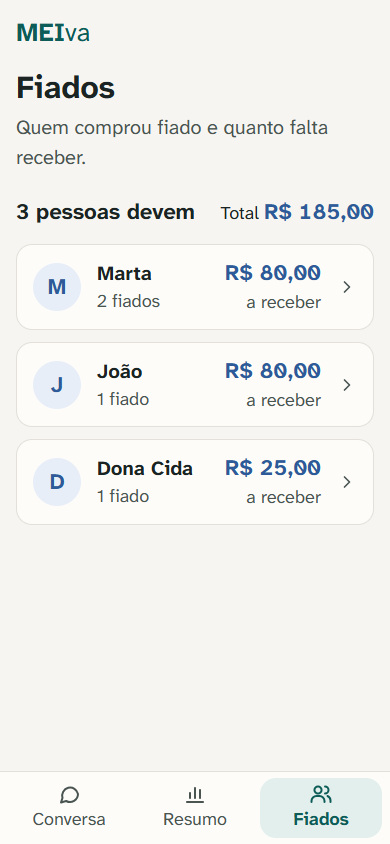 MEIva
Fiados
Quem comprou fiado e quanto falta
receber.
3 pessoas devem Total R$ 185,00
M Marta R$ 80,00
2 fiados a receber
J João R$ 80,00
1 fiado a receber
D Dona Cida R$ 25,00
1 fiado a receber
Conversa Resumo Fiados